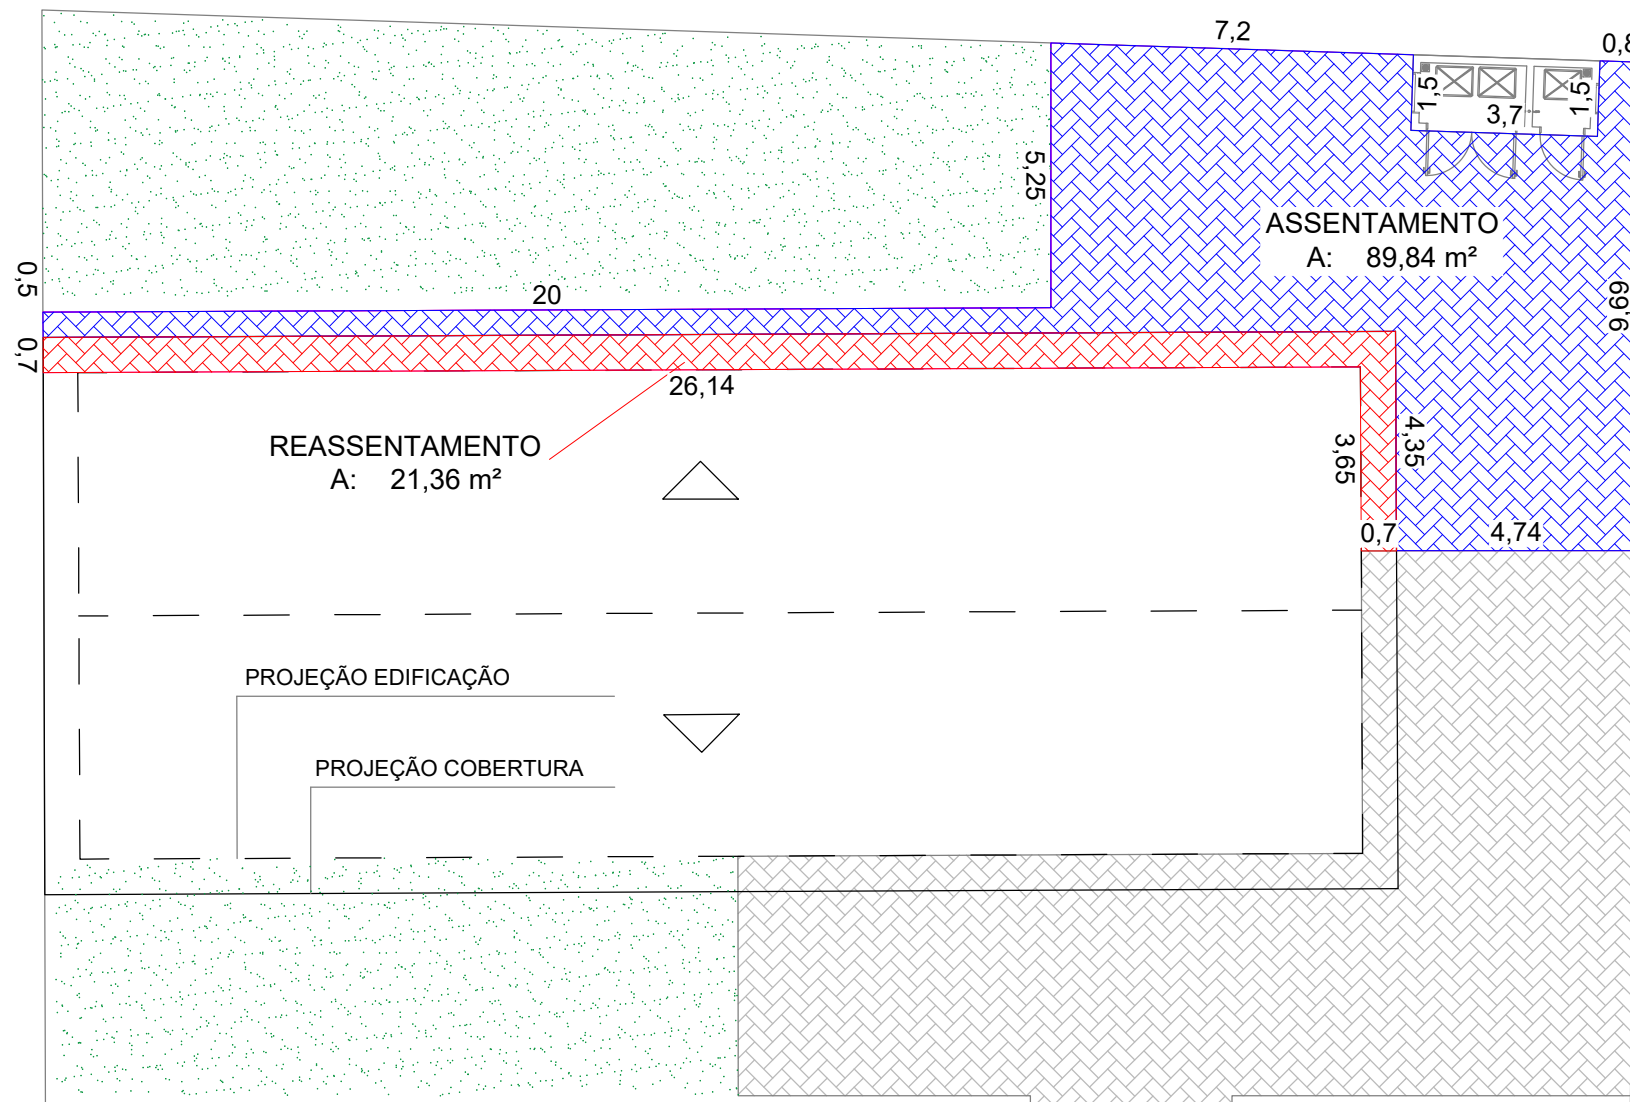 7,2
0,8
1,5
3,7
1,5
5,25
ASSENTAMENTO
A: 89,84 m²
0,5
20
9,69
0,7
26,14
REASSENTAMENTO
A: 21,36 m²
3,65
4,35
0,7
4,74
PROJEÇÃO EDIFICAÇÃO
PROJEÇÃO COBERTURA